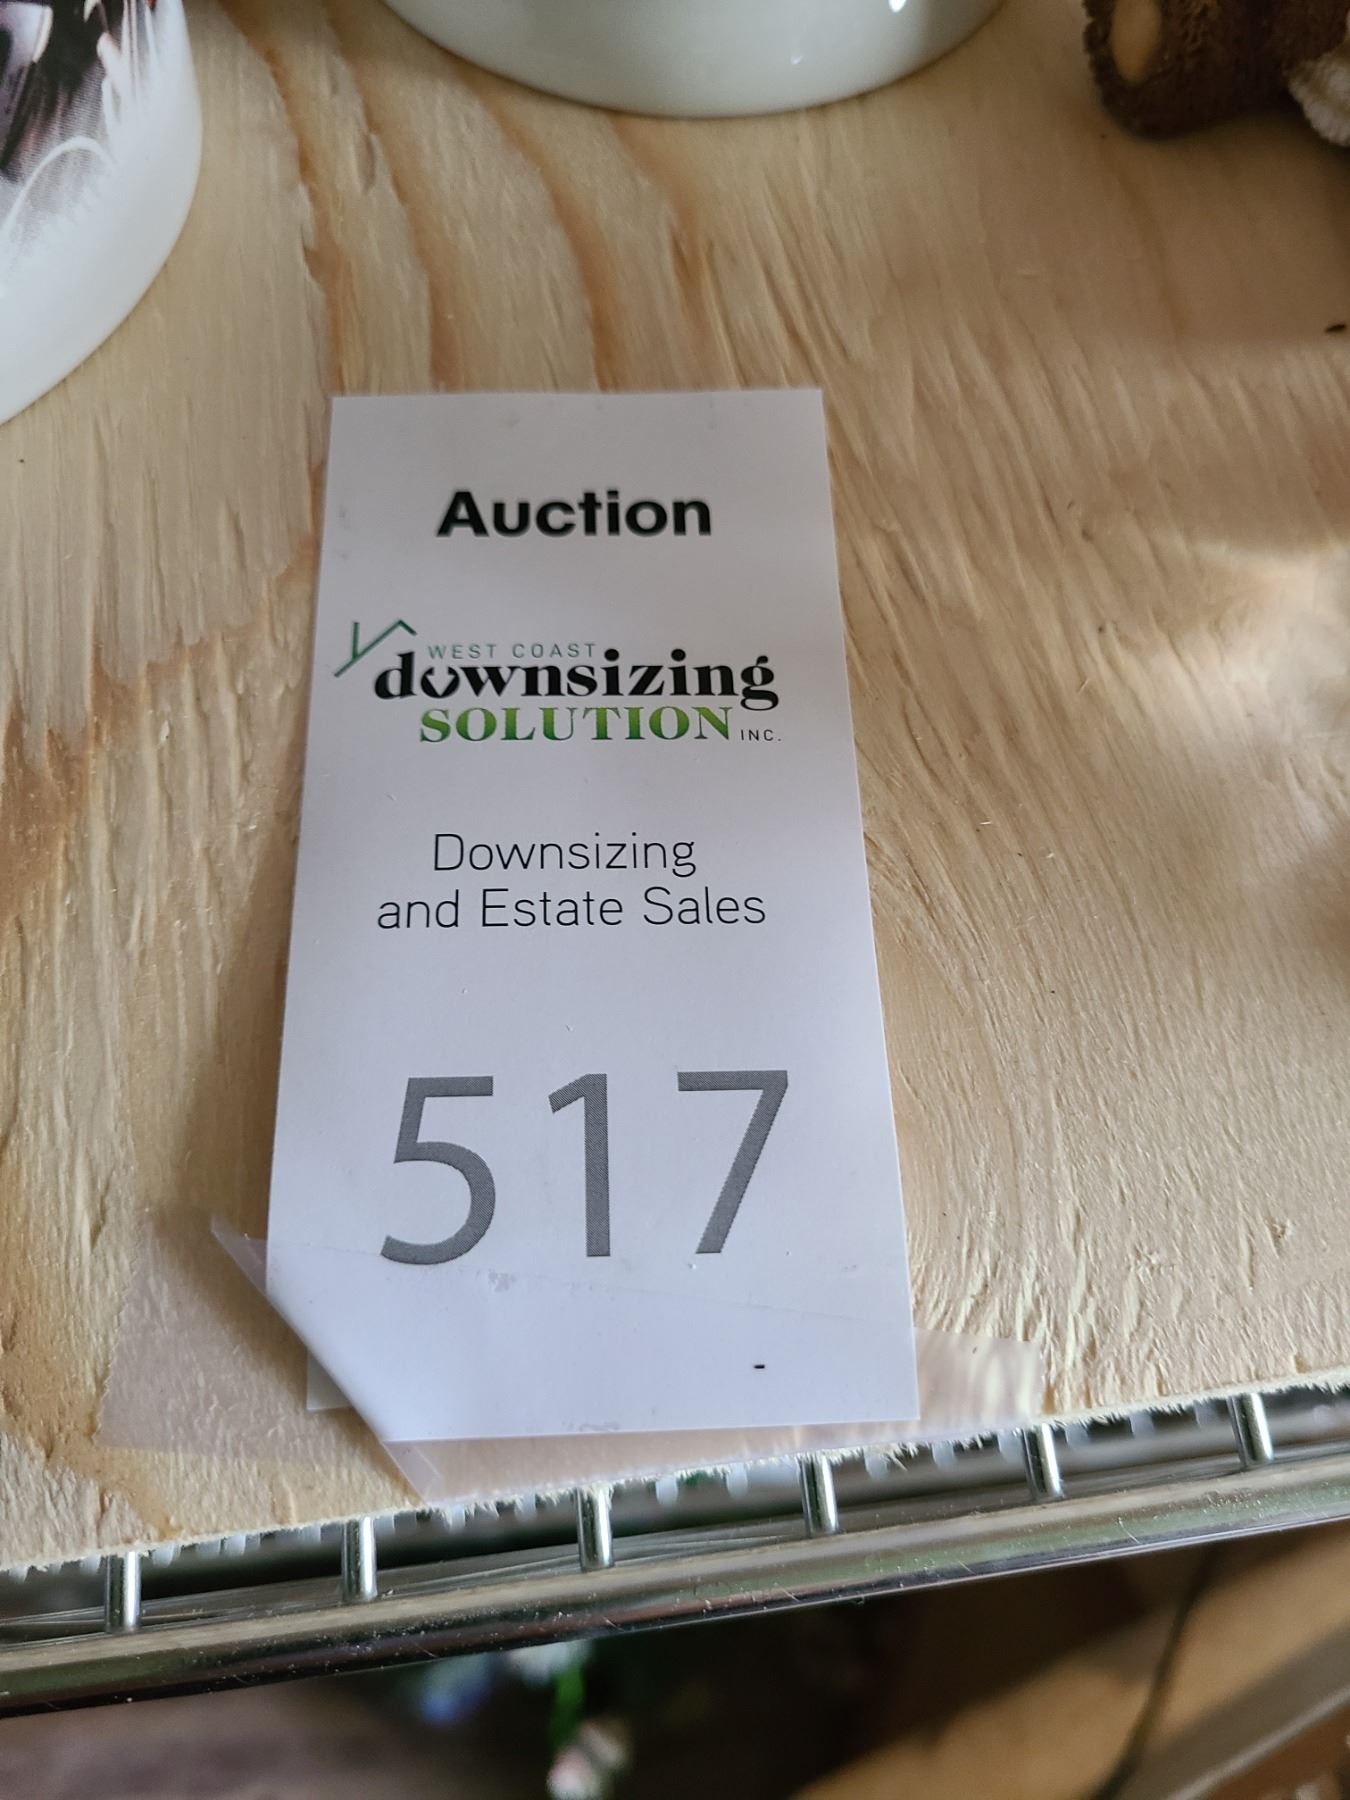 Auction
WEST COAST
downsizing
SOLUTION INC.
Downsizing
and Estate Sales
517
-